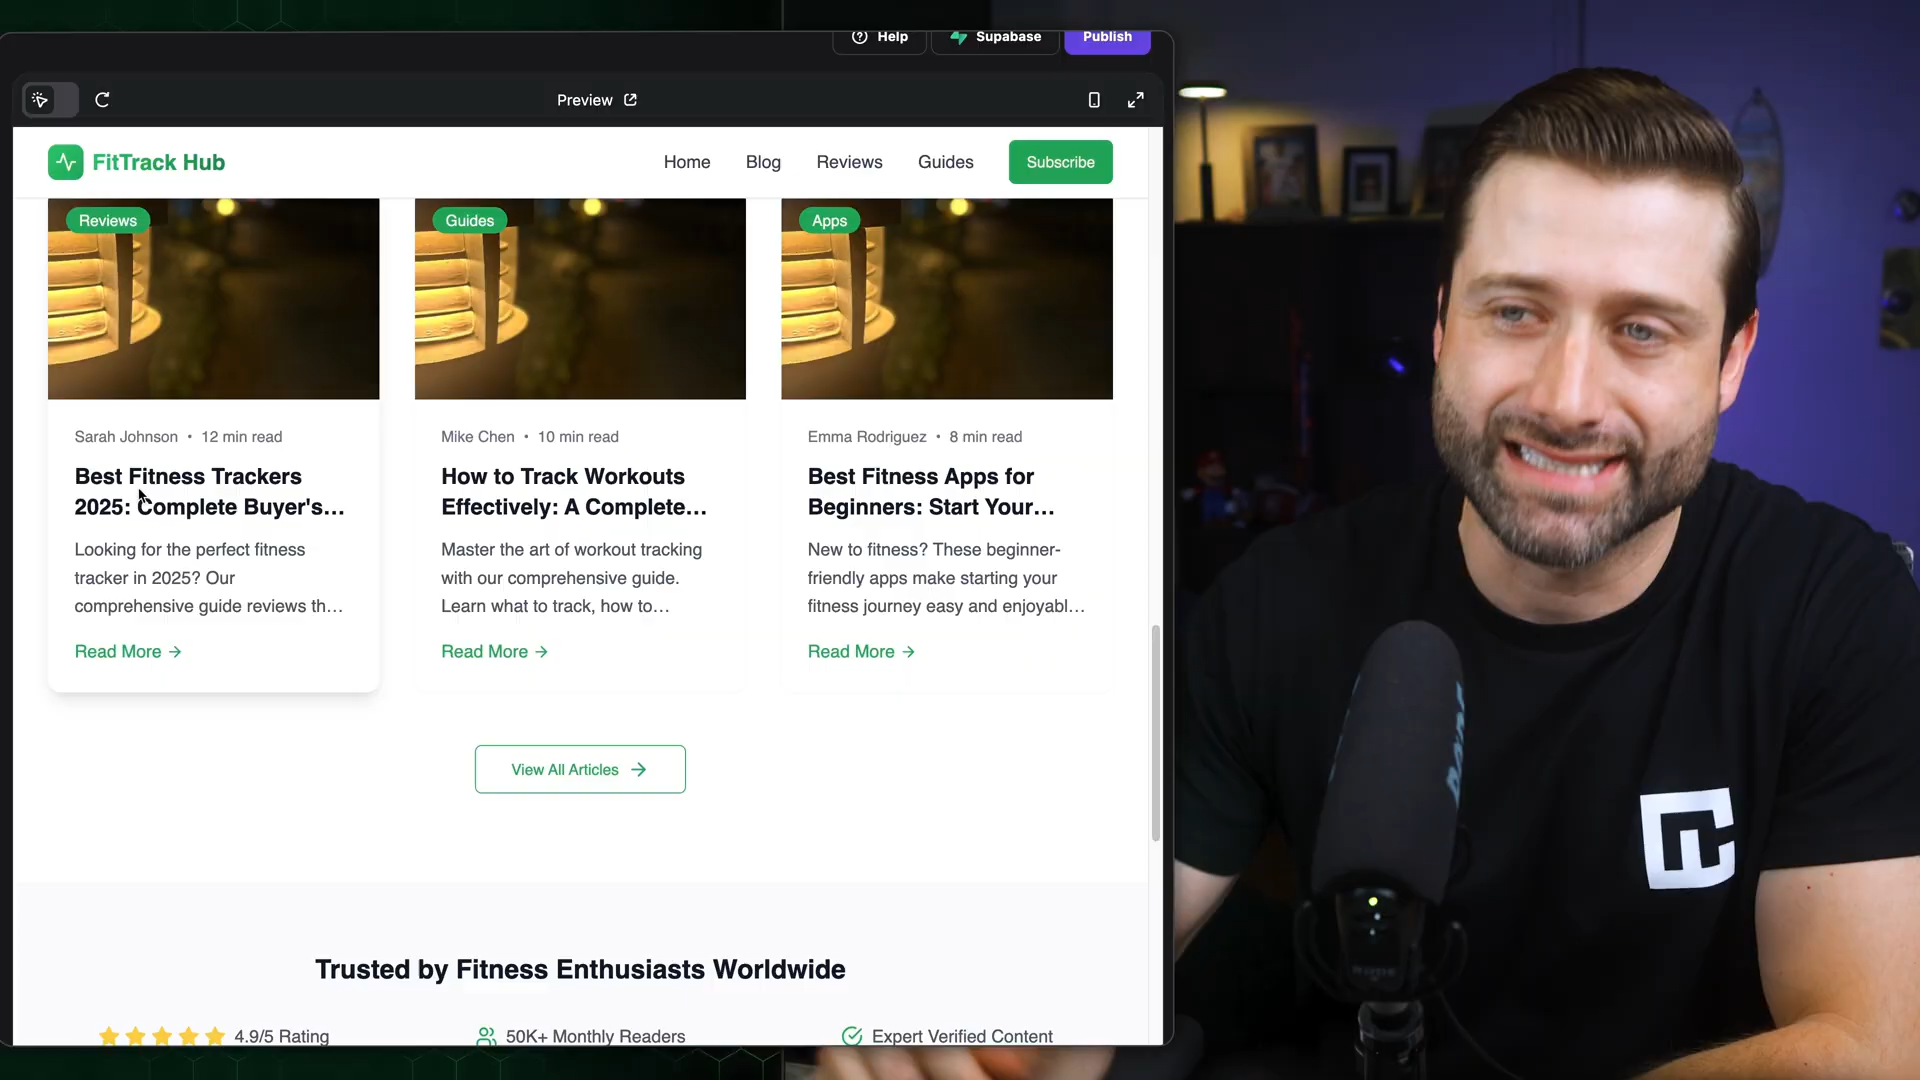 Help
Supabase
Publish
Preview
FitTrack Hub
Home
Blog
Reviews
Guides
Subscribe
Reviews
Guides
Apps
Sarah Johnson • 12 min read
Best Fitness Trackers
2025: Complete Buyer's...
Looking for the perfect fitness
tracker in 2025? Our
comprehensive guide reviews th...
Read More →
Mike Chen • 10 min read
How to Track Workouts
Effectively: A Complete...
Master the art of workout tracking
with our comprehensive guide.
Learn what to track, how to...
Read More →
Emma Rodriguez • 8 min read
Best Fitness Apps for
Beginners: Start Your...
New to fitness? These beginner-
friendly apps make starting your
fitness journey easy and enjoyabl...
Read More →
View All Articles →
Trusted by Fitness Enthusiasts Worldwide
4.9/5 Rating
50K+ Monthly Readers
Expert Verified Content